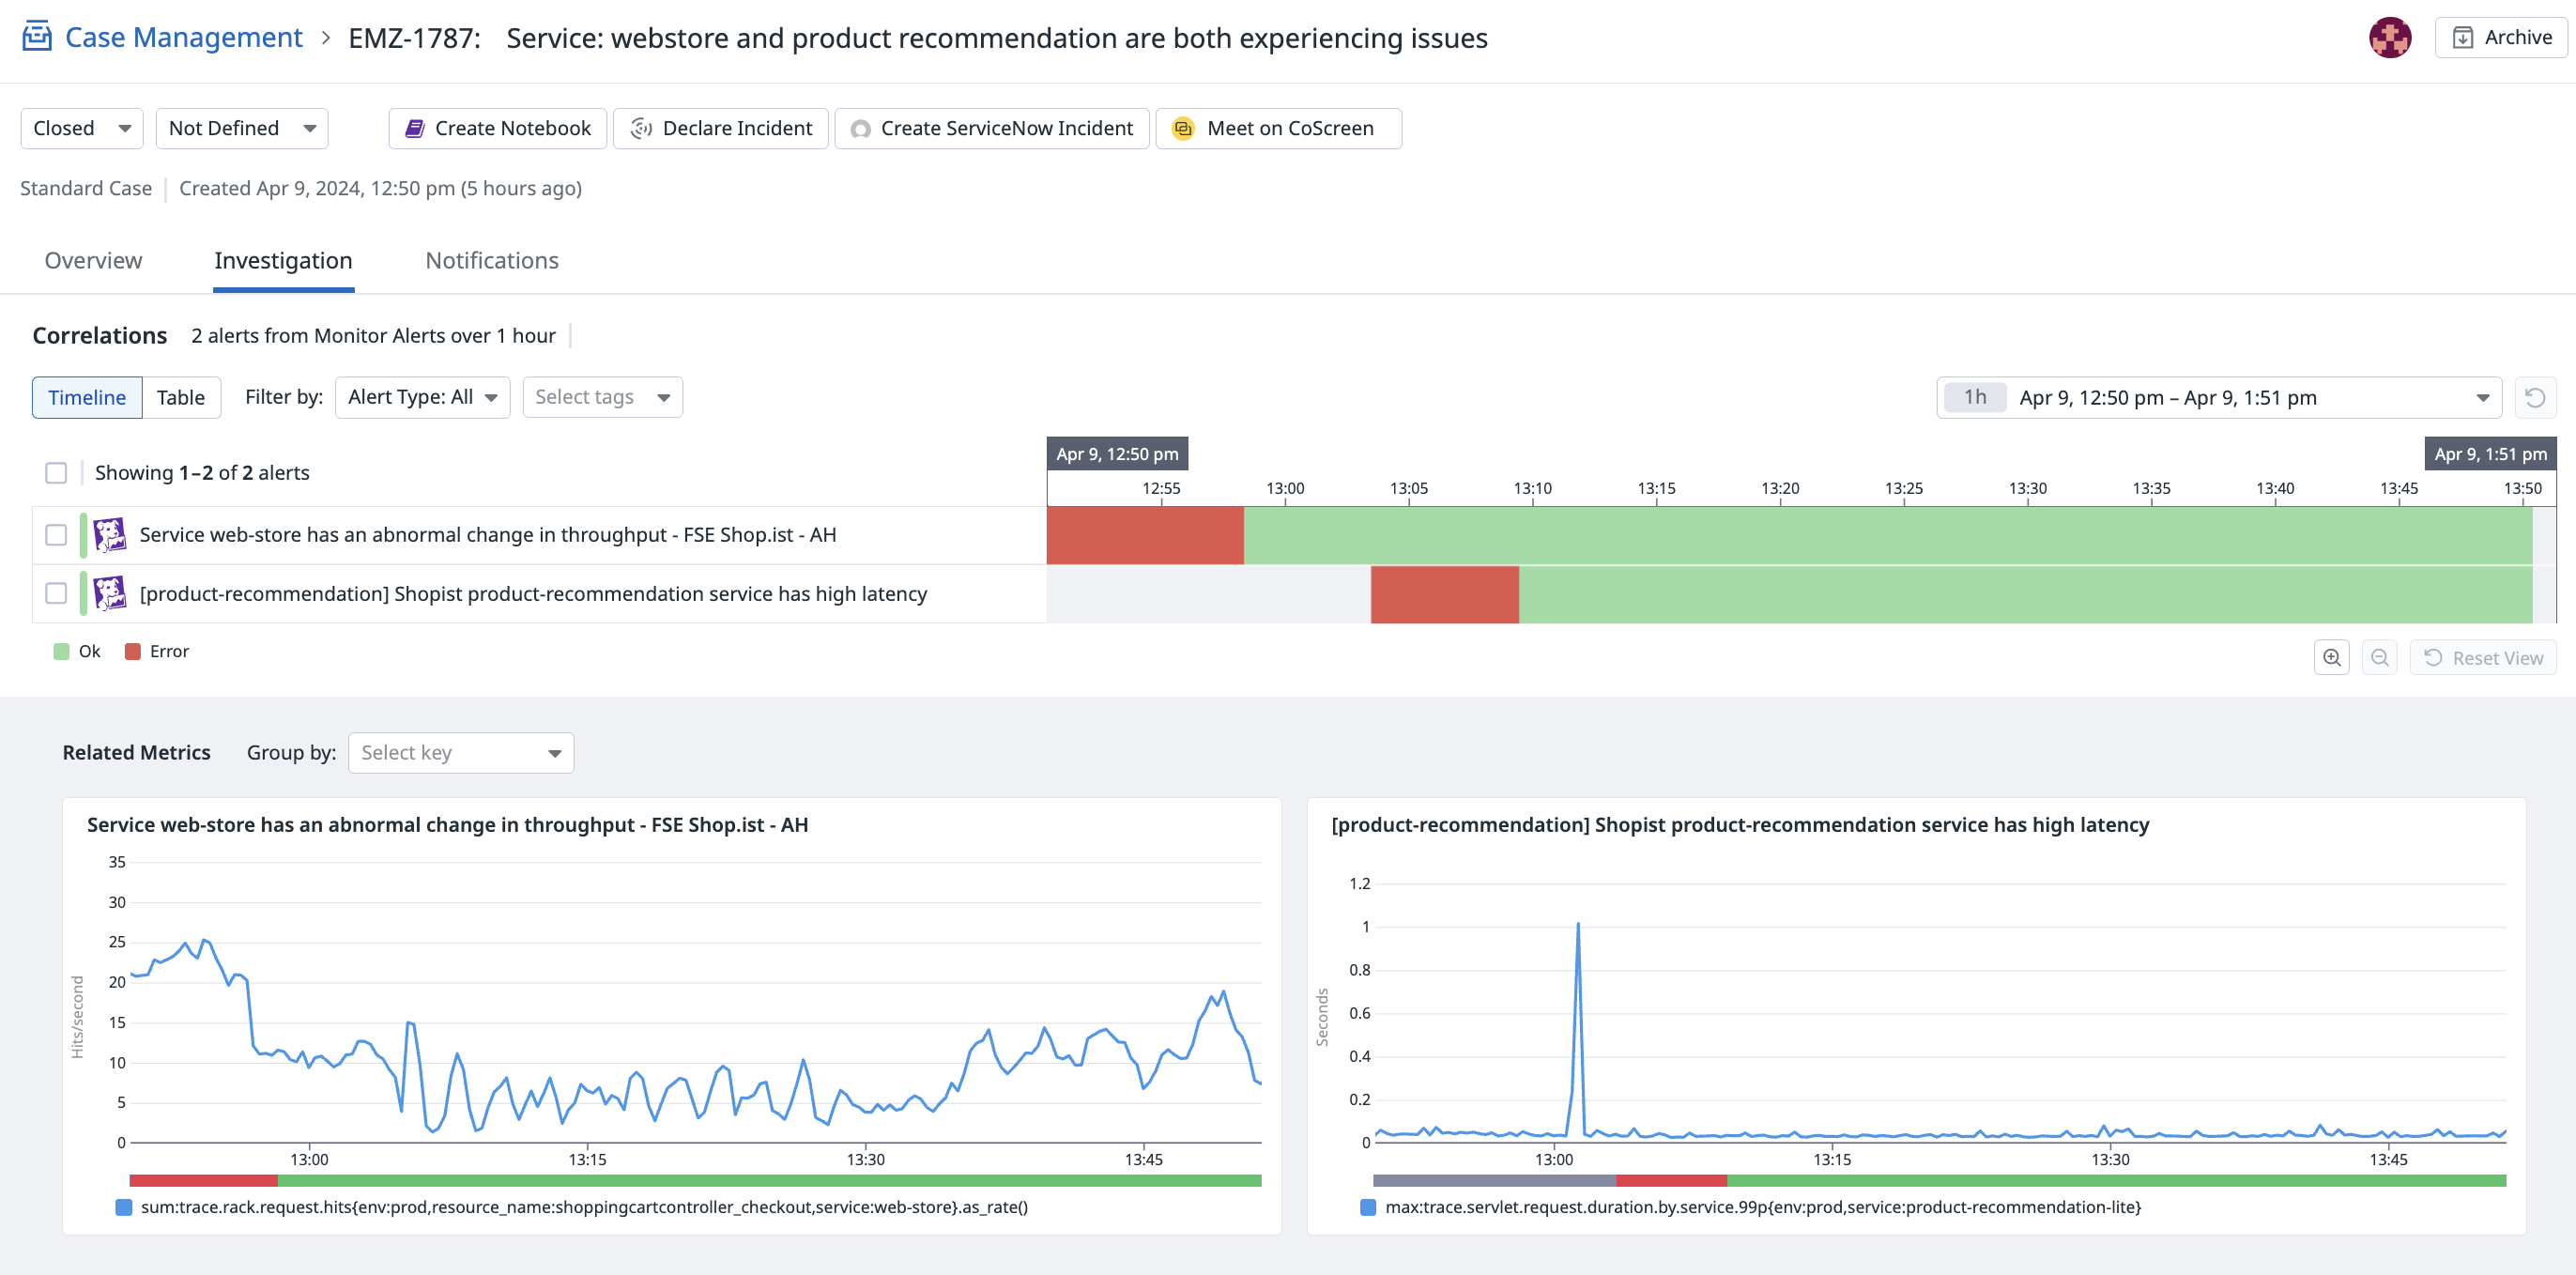 Case Management > EMZ-1787: Service: webstore and product recommendation are both experiencing issues
Archive
Closed
Not Defined
Create Notebook
Declare Incident
Create ServiceNow Incident
Meet on CoScreen
Standard Case
Created Apr 9, 2024, 12:50 pm (5 hours ago)
Overview
Investigation
Notifications
Correlations
2 alerts from Monitor Alerts over 1 hour
Timeline
Table
Filter by:
Alert Type: All
Select tags
1h
Apr 9, 12:50 pm – Apr 9, 1:51 pm
Apr 9, 12:50 pm
Apr 9, 1:51 pm
Showing 1–2 of 2 alerts
12:55
13:00
13:05
13:10
13:15
13:20
13:25
13:30
13:35
13:40
13:45
13:50
Service web-store has an abnormal change in throughput - FSE Shop.ist - AH
[product-recommendation] Shopist product-recommendation service has high latency
Ok
Error
Reset View
Related Metrics
Group by:
Select key
Service web-store has an abnormal change in throughput - FSE Shop.ist - AH
Hits/second
35
30
25
20
15
10
5
0
13:00
13:15
13:30
13:45
sum:trace.rack.request.hits{env:prod,resource_name:shoppingcartcontroller_checkout,service:web-store}.as_rate()
[product-recommendation] Shopist product-recommendation service has high latency
Seconds
1.2
1
0.8
0.6
0.4
0.2
0
13:00
13:15
13:30
13:45
max:trace.servlet.request.duration.by.service.99p{env:prod,service:product-recommendation-lite}